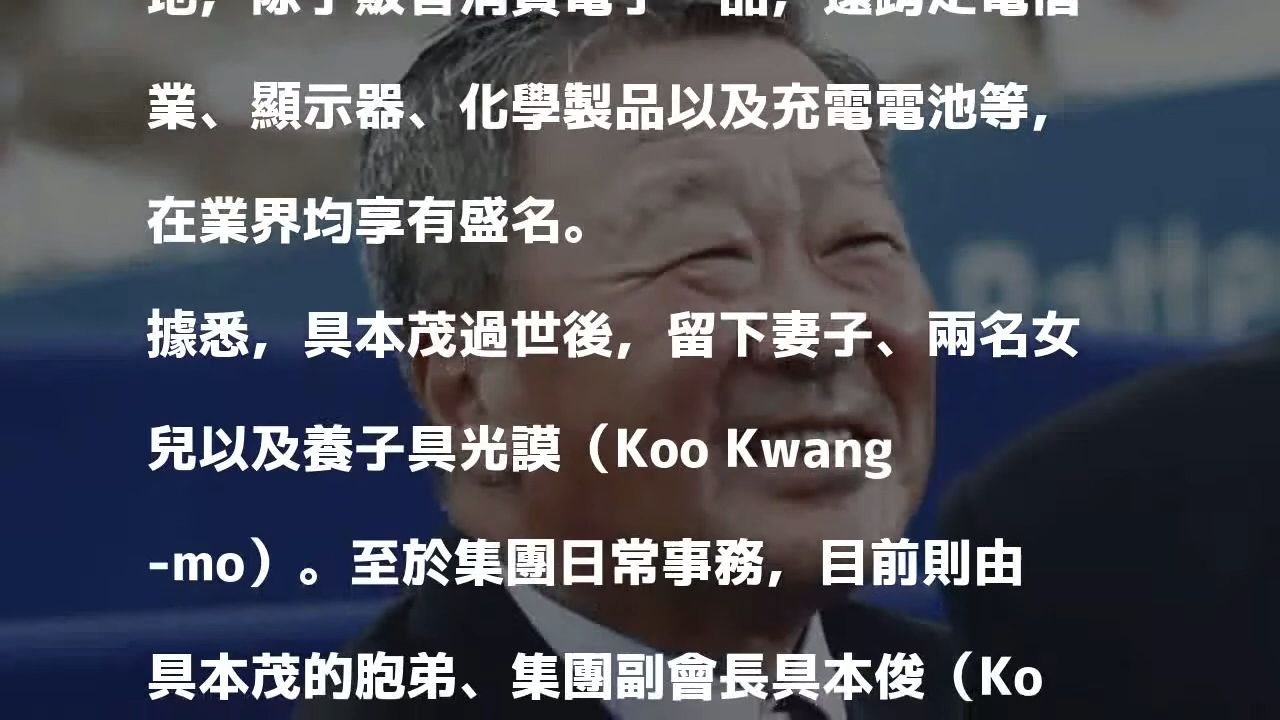 業、顯示器、化學製品以及充電電池等，
在業界均享有盛名。
據悉，具本茂過世後，留下妻子、兩名女
兒以及養子具光謨（Koo Kwang
-mo）。至於集團日常事務，目前則由
具本茂的胞弟、集團副會長具本俊（Ko